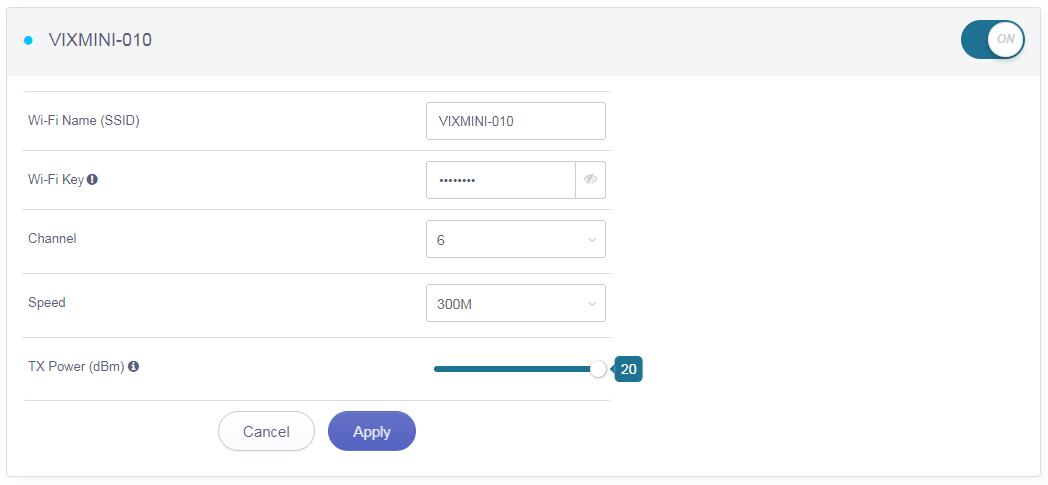 VIXMINI-010
ON
Wi-Fi Name (SSID)
VIXMINI-010
Wi-Fi Key
••••••••
Channel
6
Speed
300M
TX Power (dBm)
20
Cancel
Apply